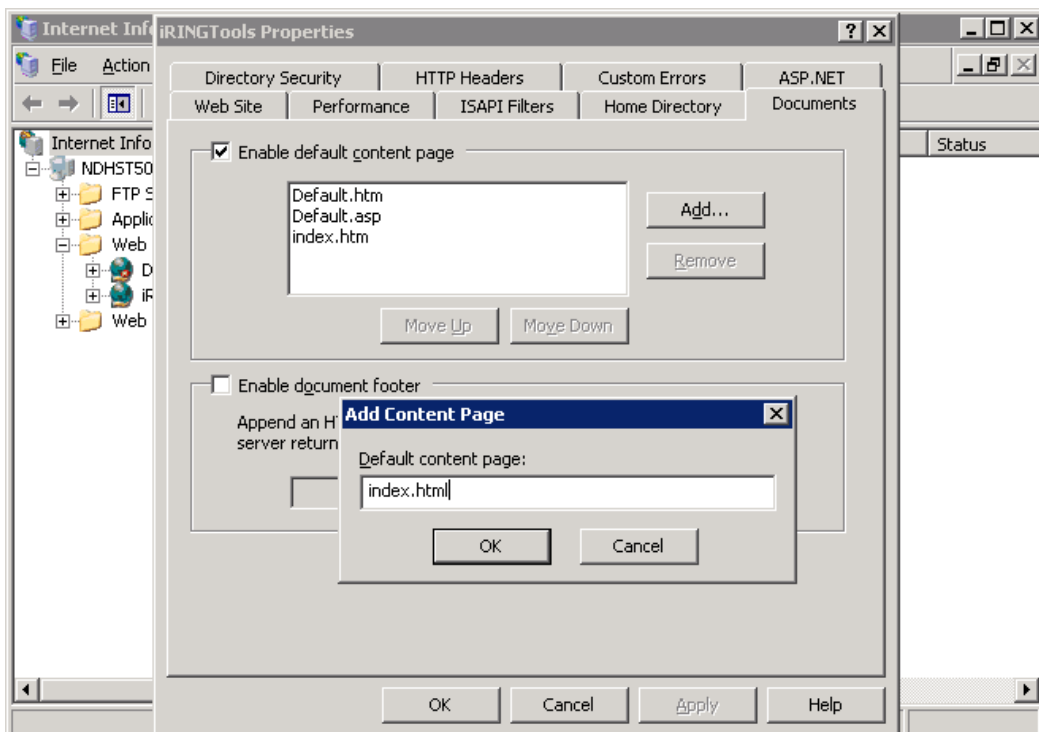 Internet Info
iRINGTools Properties
File Action
Directory Security HTTP Headers Custom Errors ASP.NET
Web Site Performance ISAPI Filters Home Directory Documents
Internet Info
Status
NDHST50
FTP S
Applic
Web
D
iR
Web
Enable default content page
Default.htm
Default.asp
index.htm
Add...
Remove
Move Up Move Down
Enable document footer
Append an HT
server return
Add Content Page
Default content page:
index.html
OK Cancel
OK Cancel Apply Help